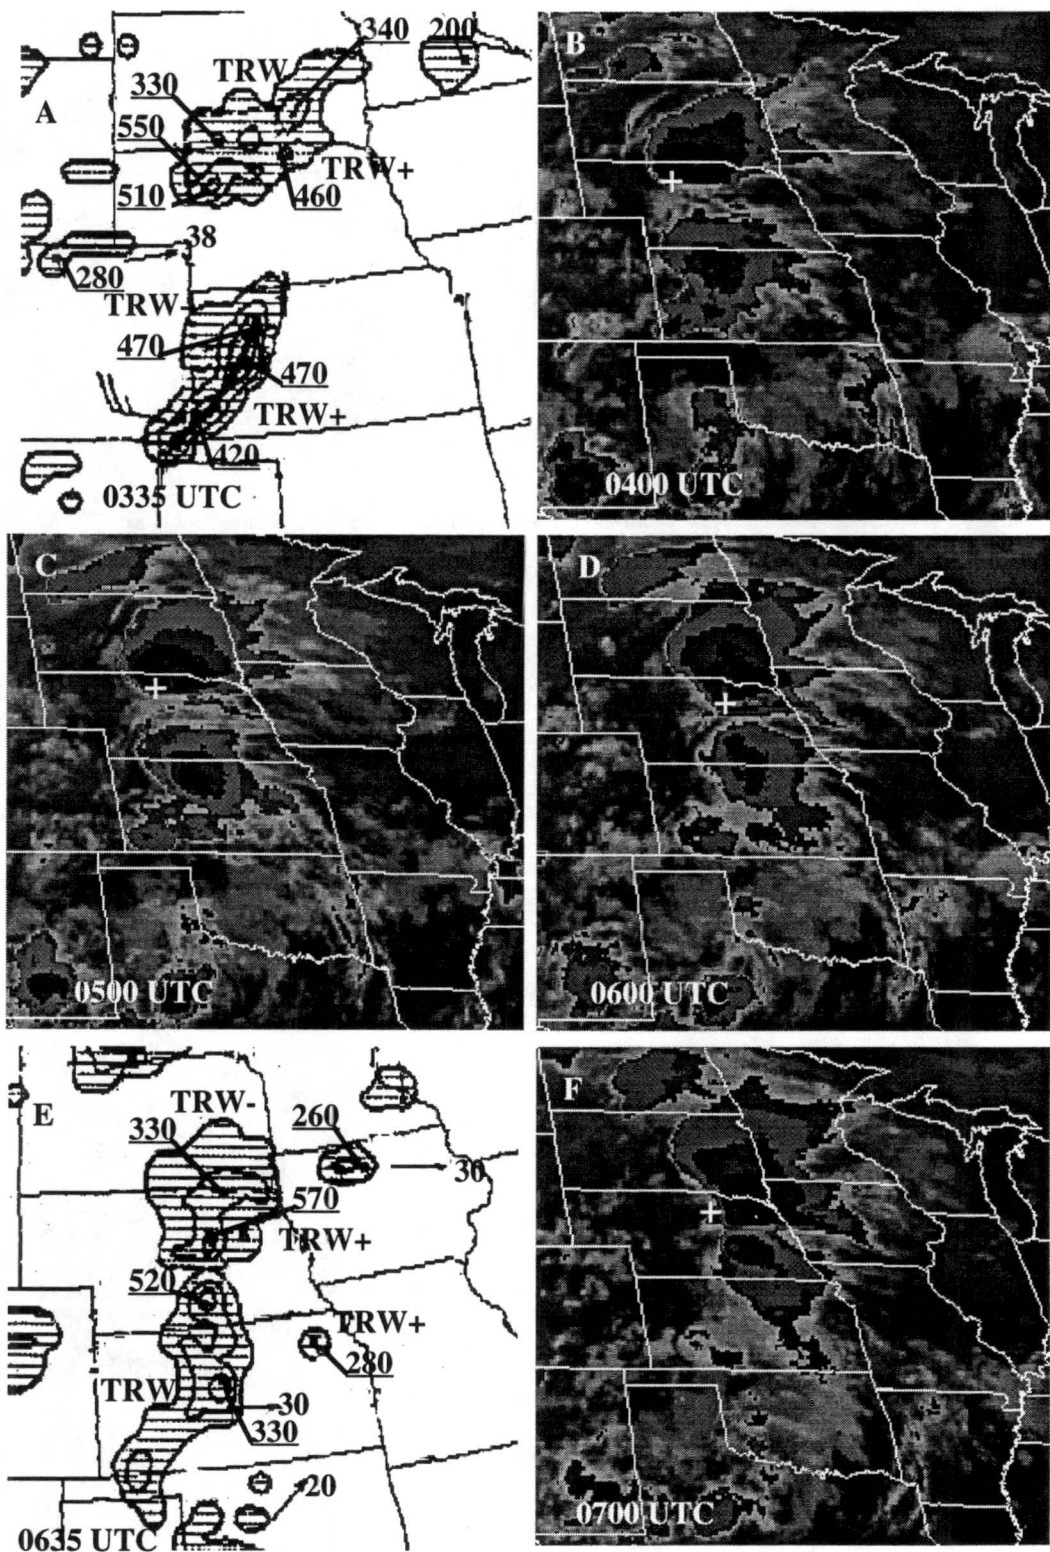 A
340
200
TRW
330
550
TRW+
510
460
38
280
TRW-
470
470
TRW+
420
0335 UTC
B
0400 UTC
C
0500 UTC
D
0600 UTC
E
TRW-
330
260
30
570
TRW+
520
TRW+
280
TRW
30
330
20
0635 UTC
F
0700 UTC